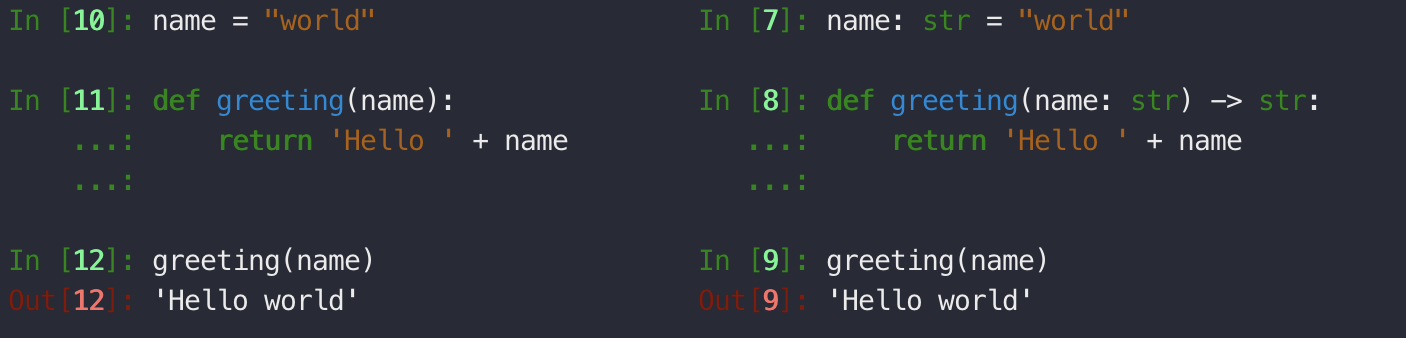 In [10]: name = "world"
In [11]: def greeting(name):
    ...:     return 'Hello ' + name
    ...:
In [12]: greeting(name)
Out[12]: 'Hello world'
In [7]: name: str = "world"
In [8]: def greeting(name: str) -> str:
   ...:     return 'Hello ' + name
   ...:
In [9]: greeting(name)
Out[9]: 'Hello world'